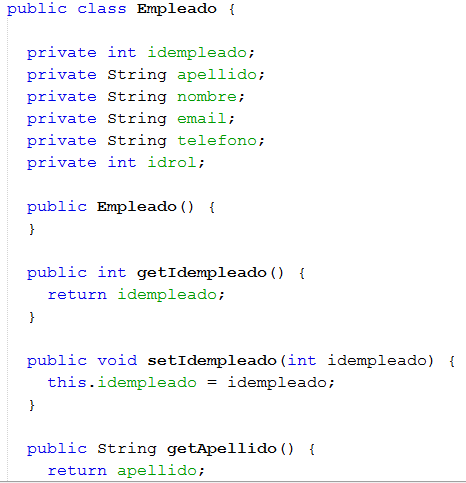 public class Empleado {
private int idempleado;
private String apellido;
private String nombre;
private String email;
private String telefono;
private int idrol;
public Empleado() {
}
public int getIdempleado() {
return idempleado;
}
public void setIdempleado(int idempleado) {
this.idempleado = idempleado;
}
public String getApellido() {
return apellido;